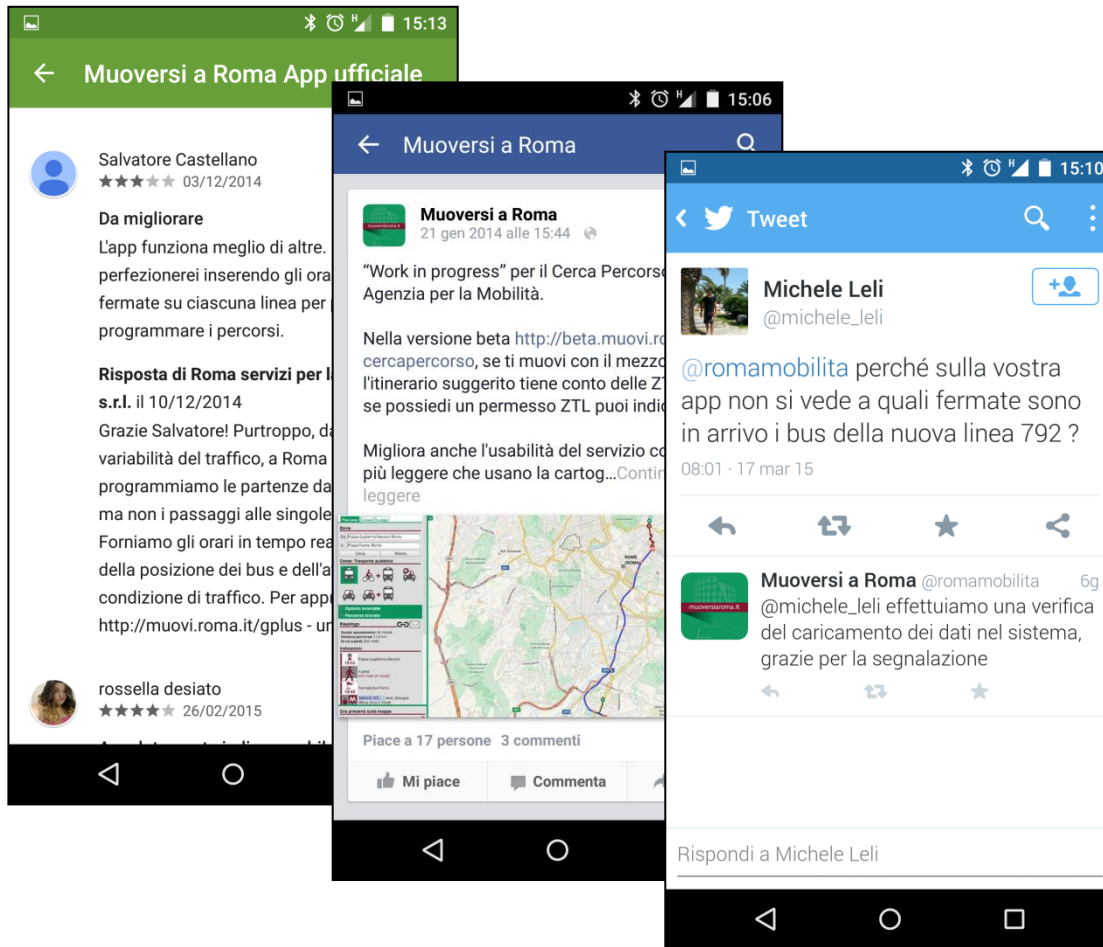 15:13
Muoversi a Roma App ufficiale
Salvatore Castellano
03/12/2014
Da migliorare
L'app funziona meglio di altre.
perfezionerei inserendo gli ora
fermate su ciascuna linea per
programmare i percorsi.
Risposta di Roma servizi per l
s.r.l. il 10/12/2014
Grazie Salvatore! Purtroppo, da
variabilità del traffico, a Roma
programmiamo le partenze da
ma non i passaggi alle singole
Forniamo gli orari in tempo rea
della posizione dei bus e dell'a
condizione di traffico. Per appr
http://muovi.roma.it/gplus - un
rossella desiato
26/02/2015
15:06
Muoversi a Roma
Muoversi a Roma
21 gen 2014 alle 15:44
“Work in progress” per il Cerca Percorso
Agenzia per la Mobilità.
Nella versione beta http://beta.muovi.ro
cercapercorso, se ti muovi con il mezzo
l'itinerario suggerito tiene conto delle ZT
se possiedi un permesso ZTL puoi indic
Migliora anche l'usabilità del servizio co
più leggere che usano la cartog...Contin
leggere
Piace a 17 persone 3 commenti
Mi piace
Commenta
15:10
Tweet
Michele Leli
@michele_leli
@romamobilita perché sulla vostra
app non si vede a quali fermate sono
in arrivo i bus della nuova linea 792 ?
08:01 · 17 mar 15
muoversiaroma.it
Muoversi a Roma @romamobilita 6g
@michele_leli effettuiamo una verifica
del caricamento dei dati nel sistema,
grazie per la segnalazione
Rispondi a Michele Leli